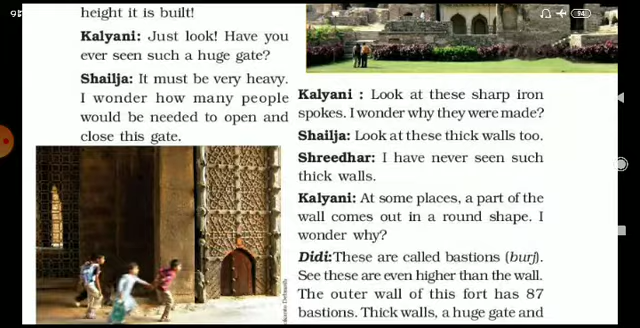 height it is built!
Kalyani: Just look! Have you
ever seen such a huge gate?
Shailja: It must be very heavy.
I wonder how many people
would be needed to open and
close this gate.
Kalyani : Look at these sharp iron
spokes. I wonder why they were made?
Shailja: Look at these thick walls too.
Shreedhar: I have never seen such
thick walls.
Kalyani: At some places, a part of the
wall comes out in a round shape. I
wonder why?
Didi:These are called bastions (burj).
See these are even higher than the wall.
The outer wall of this fort has 87
bastions. Thick walls, a huge gate and